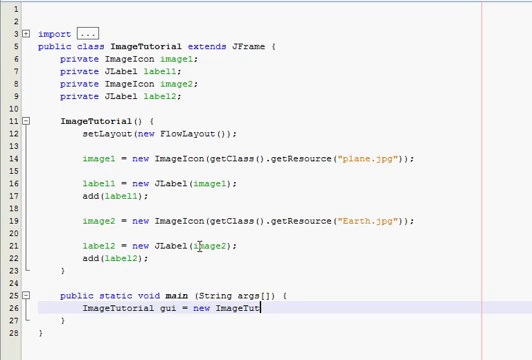 1
2
3 import ...
5 public class ImageTutorial extends JFrame {
6 private ImageIcon image1;
7 private JLabel label1;
8 private ImageIcon image2;
9 private JLabel label2;
10
11 ImageTutorial() {
12 setLayout(new FlowLayout());
13
14 image1 = new ImageIcon(getClass().getResource("plane.jpg"));
15
16 label1 = new JLabel(image1);
17 add(label1);
18
19 image2 = new ImageIcon(getClass().getResource("Earth.jpg"));
20
21 label2 = new JLabel(image2);
22 add(label2);
23 }
24
25 public static void main (String args[]) {
26 ImageTutorial gui = new ImageTut
27 }
28 }